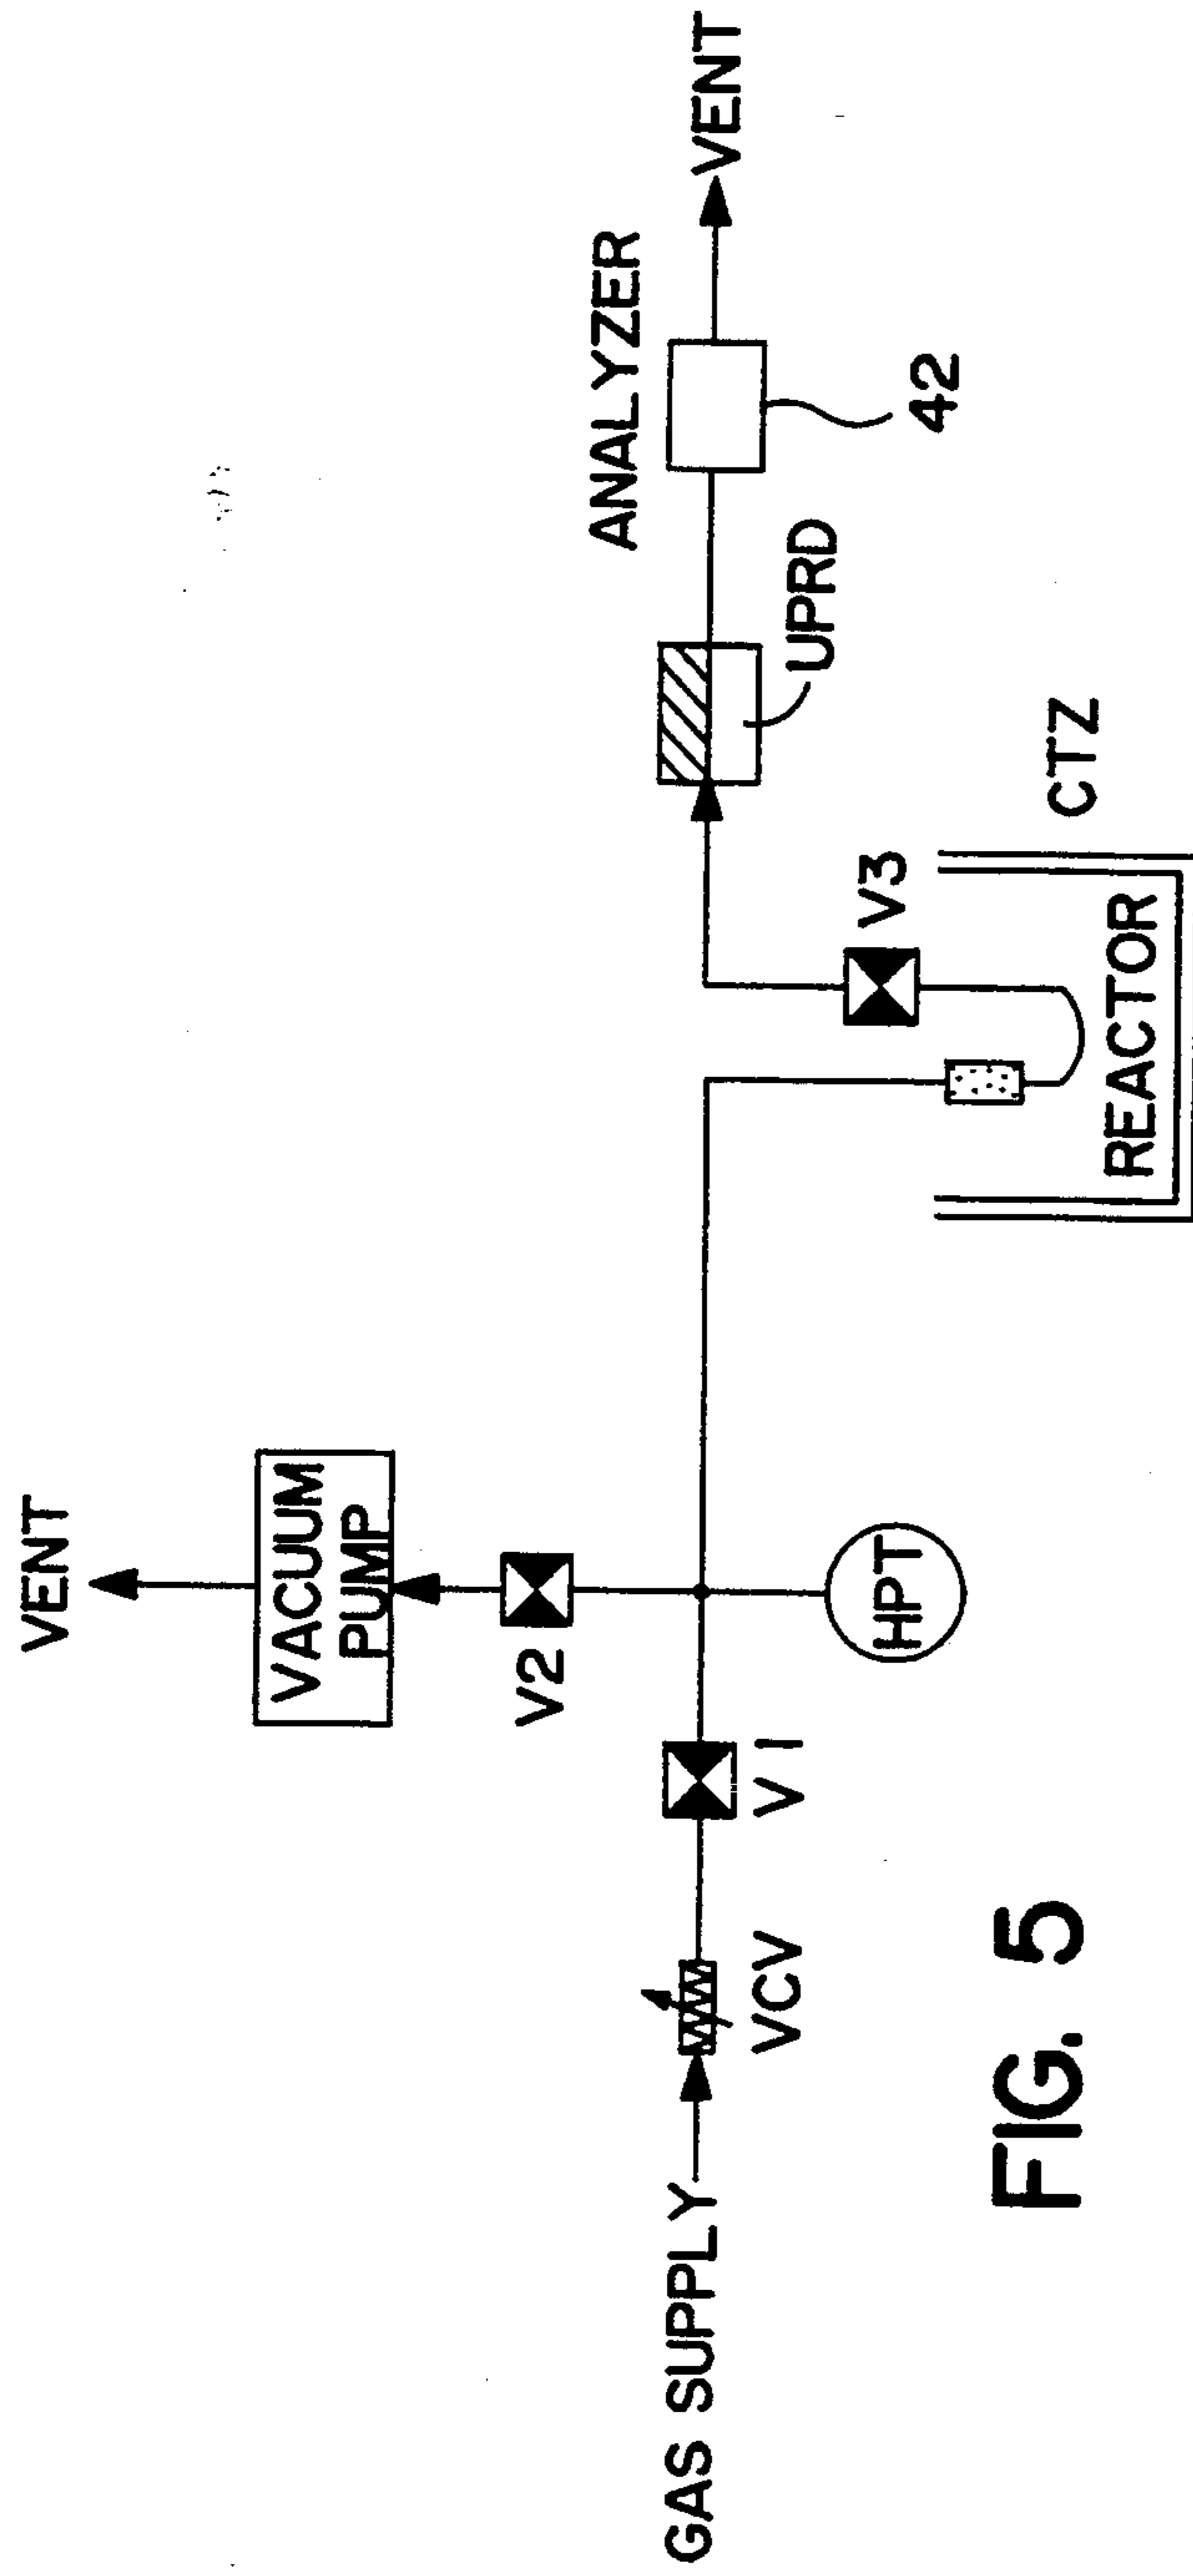 VENT
VACUUM
PUMP
V2
GAS SUPPLY
VCV
V1
HPT
V3
REACTOR
CTZ
UPRD
ANALYZER
42
VENT
FIG. 5